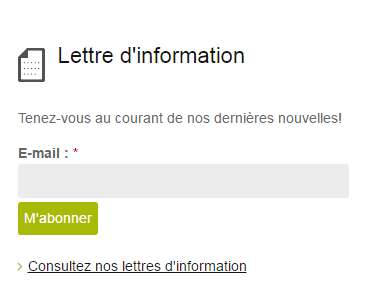 Lettre d'information
Tenez-vous au courant de nos dernières nouvelles!
E-mail : *
M'abonner
Consultez nos lettres d'information